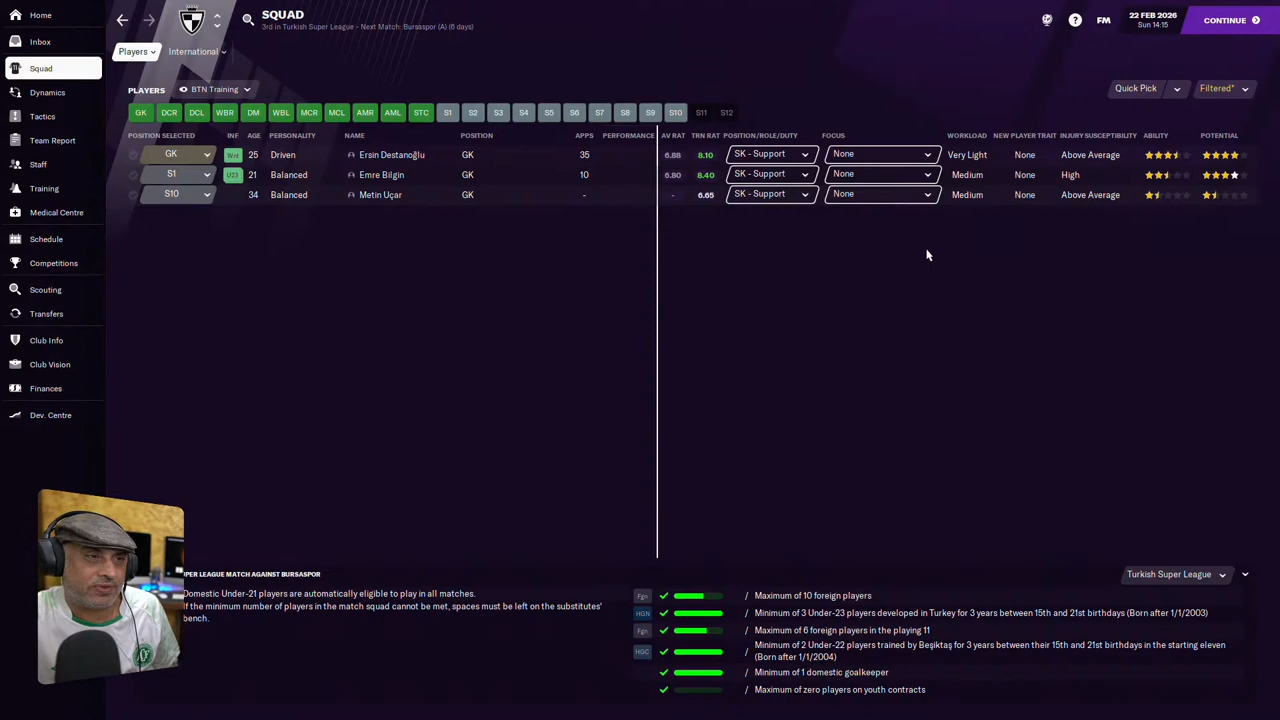 Home
Inbox
Squad
Dynamics
Tactics
Team Report
Staff
Training
Medical Centre
Schedule
Competitions
Scouting
Transfers
Club Info
Club Vision
Finances
Dev. Centre
SQUAD
3rd in Turkish Super League - Next Match: Bursaspor (A) (6 days)
FM
22 FEB 2026
Sun 14:15
CONTINUE
Players
International
PLAYERS
BTN Training
Quick Pick
Filtered*
GK DCR DCL WBR DM WBL MCR MCL AMR AML STC S1 S2 S3 S4 S5 S6 S7 S8 S9 S10 S11 S12
POSITION SELECTED INF AGE PERSONALITY NAME POSITION APPS PERFORMANCE AV RAT TRN RAT POSITION/ROLE/DUTY FOCUS WORKLOAD NEW PLAYER TRAIT INJURY SUSCEPTIBILITY ABILITY POTENTIAL
GK Wnt 25 Driven Ersin Destanoğlu GK 35 6.88 8.10 SK - Support None Very Light None Above Average
S1 U23 21 Balanced Emre Bilgin GK 10 6.80 8.40 SK - Support None Medium None High
S10 34 Balanced Metin Uçar GK - - 6.65 SK - Support None Medium None Above Average
UPER LEAGUE MATCH AGAINST BURSASPOR
Domestic Under-21 players are automatically eligible to play in all matches.
If the minimum number of players in the match squad cannot be met, spaces must be left on the substitutes'
bench.
Turkish Super League
Fgn / Maximum of 10 foreign players
HGN / Minimum of 3 Under-23 players developed in Turkey for 3 years between 15th and 21st birthdays (Born after 1/1/2003)
Fgn / Maximum of 6 foreign players in the playing 11
HGC / Minimum of 2 Under-22 players trained by Beşiktaş for 3 years between their 15th and 21st birthdays in the starting eleven
(Born after 1/1/2004)
/ Minimum of 1 domestic goalkeeper
/ Maximum of zero players on youth contracts